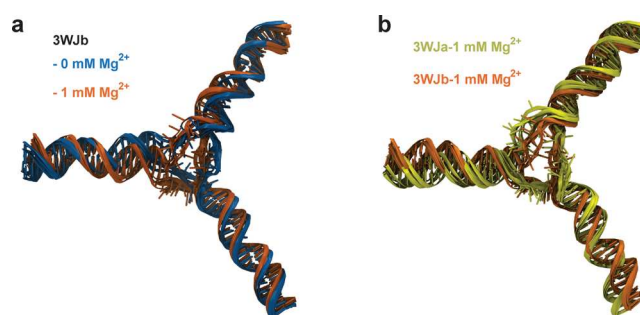 a
3WJb
- 0 mM Mg²⁺
- 1 mM Mg²⁺
b
3WJa-1 mM Mg²⁺
3WJb-1 mM Mg²⁺